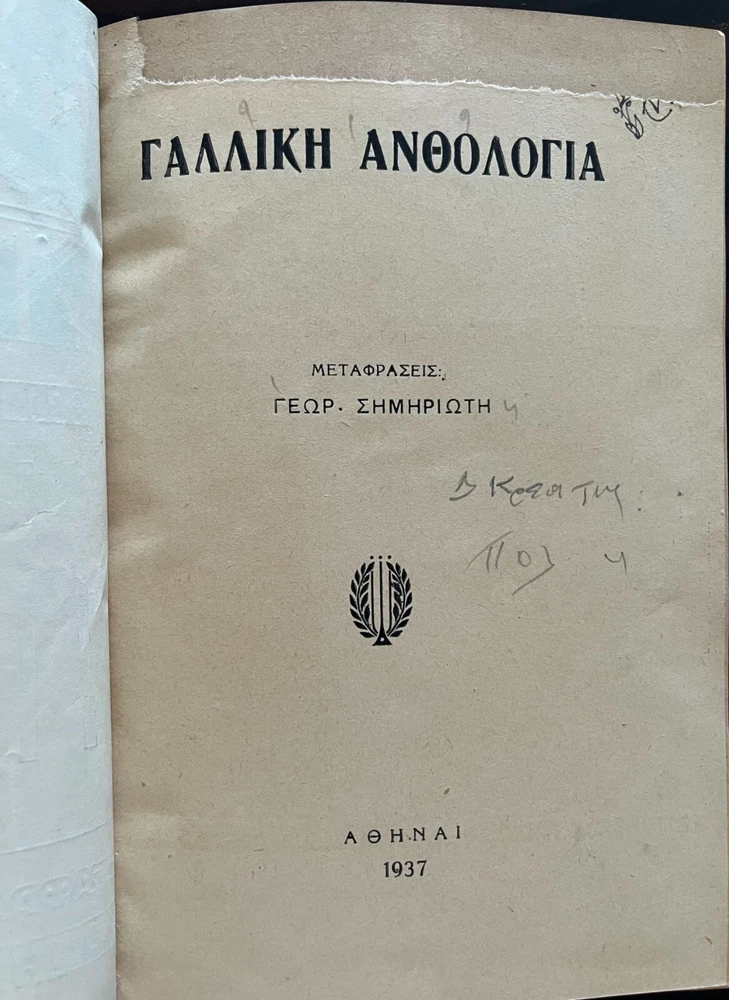 ΓΑΛΛΙΚΗ ΑΝΘΟΛΟΓΙΑ
ΜΕΤΑΦΡΑΣΕΙΣ:
ΓΕΩΡ. ΣΗΜΗΡΙΩΤΗ
ΑΘΗΝΑΙ
1937